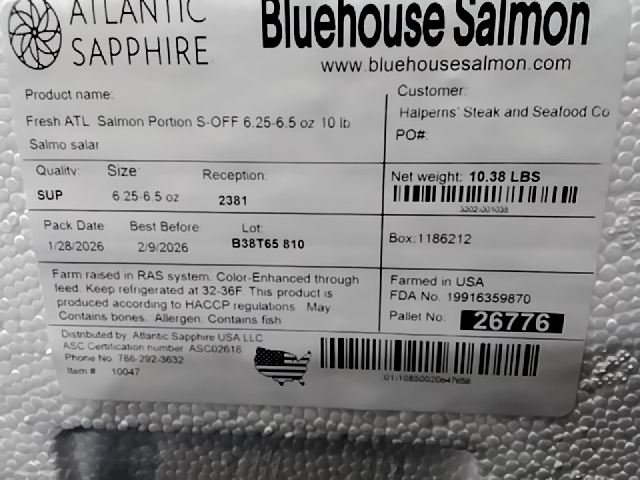 ATLANTIC
SAPPHIRE
Bluehouse Salmon
www.bluehousesalmon.com
Product name:
Fresh ATL Salmon Portion S-OFF 6.25-6.5 oz 10 lb
Salmo salar
Customer:
Halperns' Steak and Seafood Co
PO#:
Quality:
Size:
Reception:
SUP
6.25-6.5 oz
2381
Net weight: 10.38 LBS
Pack Date
Best Before
Lot:
1/28/2026
2/9/2026
B38T65 810
Box:1186212
Farm raised in RAS system. Color-Enhanced through
feed. Keep refrigerated at 32-36F. This product is
produced according to HACCP regulations. May
Contains bones. Allergen. Contains fish.
Farmed in USA
FDA No. 19916359870
Pallet No: 26776
Distributed by: Atlantic Sapphire USA LLC
ASC Certification number: ASC02618
Phone No: 786-292-3632
Item # 10047